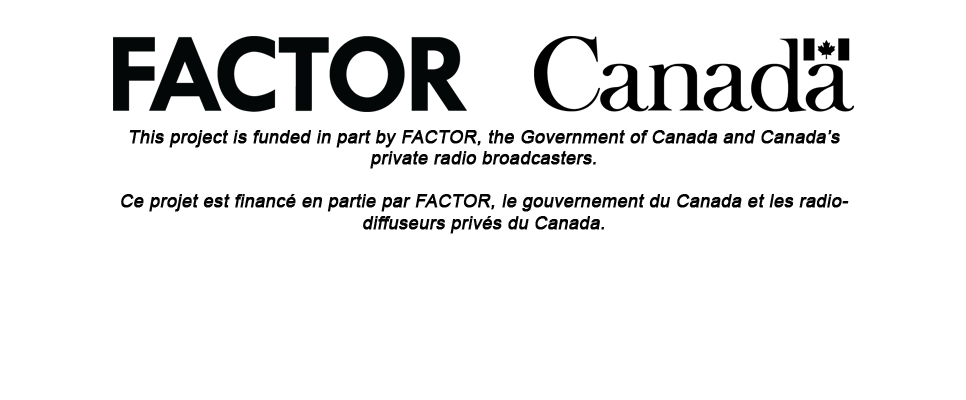 FACTOR Canada
This project is funded in part by FACTOR, the Government of Canada and Canada's
private radio broadcasters.
Ce projet est financé en partie par FACTOR, le gouvernement du Canada et les radio-
diffuseurs privés du Canada.